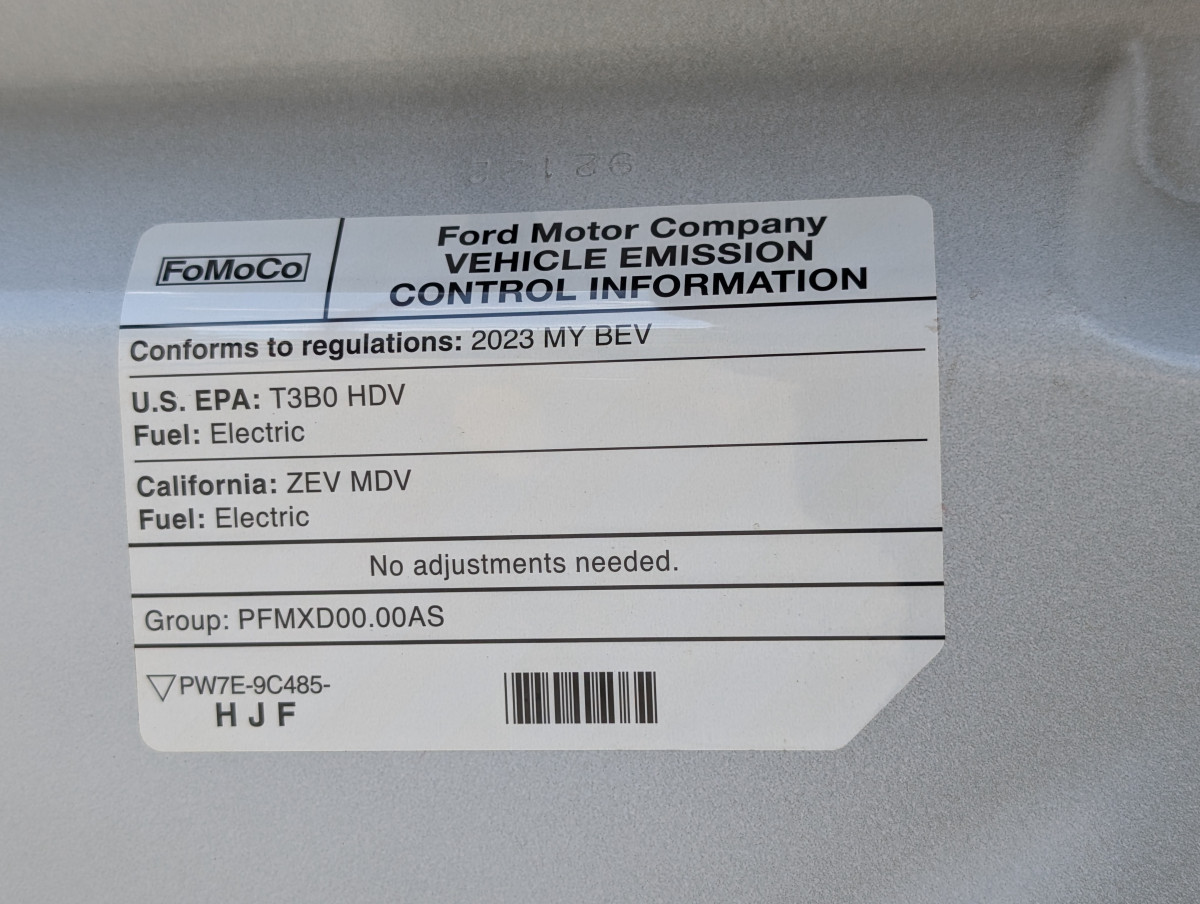 FoMoCo
Ford Motor Company
VEHICLE EMISSION
CONTROL INFORMATION
Conforms to regulations: 2023 MY BEV
U.S. EPA: T3B0 HDV
Fuel: Electric
California: ZEV MDV
Fuel: Electric
No adjustments needed.
Group: PFMXD00.00AS
▽PW7E-9C485-
H J F